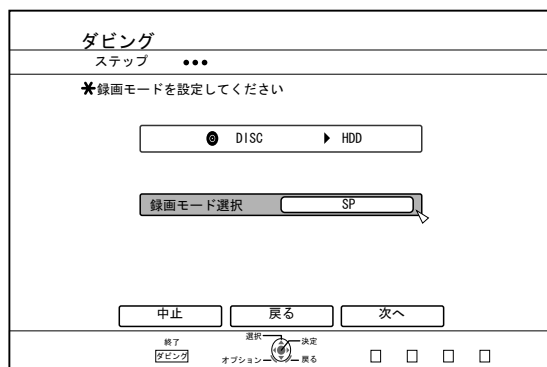 ダビング
ステップ •••
*録画モードを設定してください
DISC ▶ HDD
録画モード選択 SP
中止 戻る 次へ
終了
ダビング
選択
決定
オプション
戻る